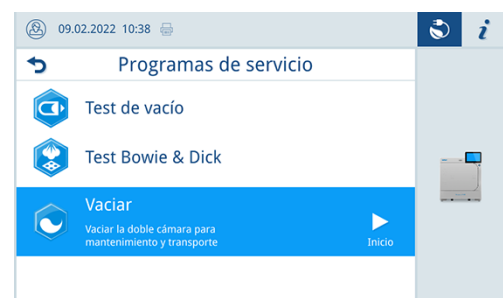 09.02.2022 10:38
Programas de servicio
Test de vacío
Test Bowie & Dick
Vaciar
Vaciar la doble cámara para
mantenimiento y transporte
Inicio